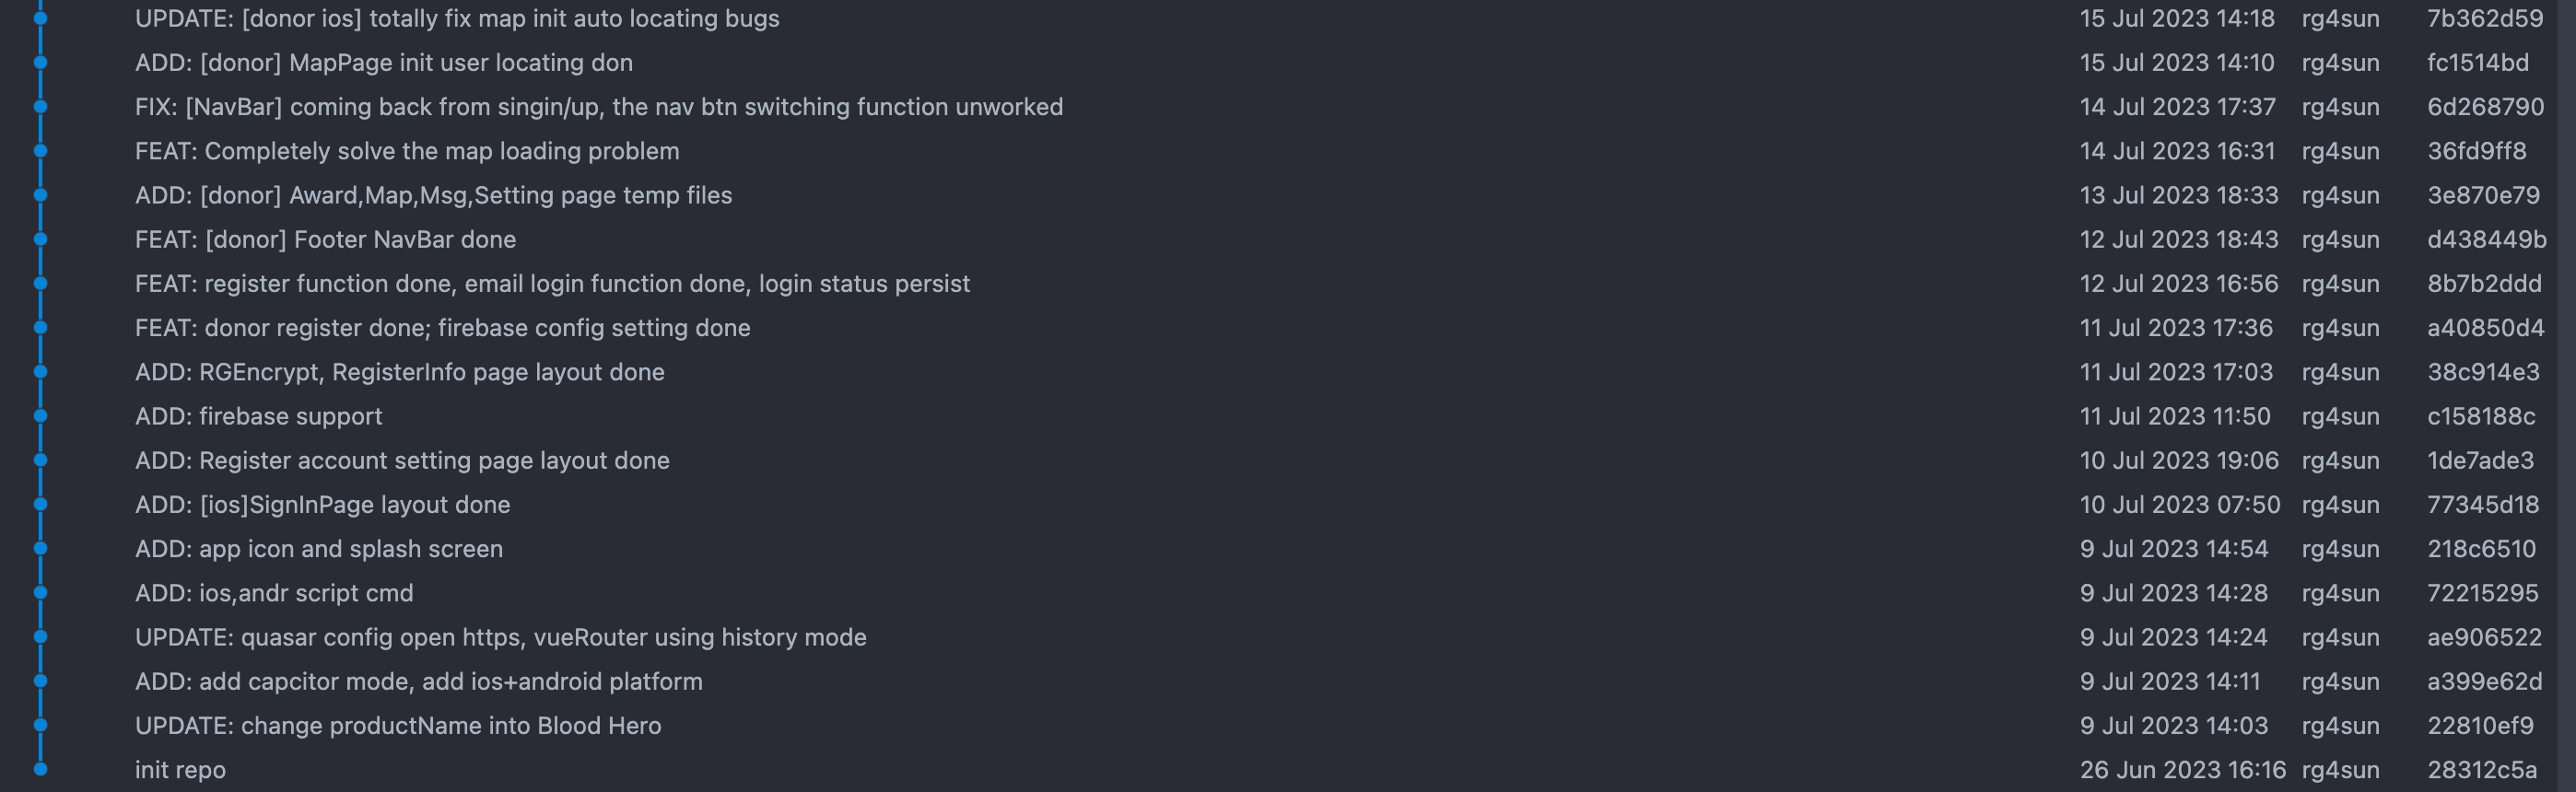 UPDATE: [donor ios] totally fix map init auto locating bugs 15 Jul 2023 14:18 rg4sun 7b362d59
ADD: [donor] MapPage init user locating don 15 Jul 2023 14:10 rg4sun fc1514bd
FIX: [NavBar] coming back from singin/up, the nav btn switching function unworked 14 Jul 2023 17:37 rg4sun 6d268790
FEAT: Completely solve the map loading problem 14 Jul 2023 16:31 rg4sun 36fd9ff8
ADD: [donor] Award,Map,Msg,Setting page temp files 13 Jul 2023 18:33 rg4sun 3e870e79
FEAT: [donor] Footer NavBar done 12 Jul 2023 18:43 rg4sun d438449b
FEAT: register function done, email login function done, login status persist 12 Jul 2023 16:56 rg4sun 8b7b2ddd
FEAT: donor register done; firebase config setting done 11 Jul 2023 17:36 rg4sun a40850d4
ADD: RGEncrypt, RegisterInfo page layout done 11 Jul 2023 17:03 rg4sun 38c914e3
ADD: firebase support 11 Jul 2023 11:50 rg4sun c158188c
ADD: Register account setting page layout done 10 Jul 2023 19:06 rg4sun 1de7ade3
ADD: [ios]SignInPage layout done 10 Jul 2023 07:50 rg4sun 77345d18
ADD: app icon and splash screen 9 Jul 2023 14:54 rg4sun 218c6510
ADD: ios,andr script cmd 9 Jul 2023 14:28 rg4sun 72215295
UPDATE: quasar config open https, vueRouter using history mode 9 Jul 2023 14:24 rg4sun ae906522
ADD: add capcitor mode, add ios+android platform 9 Jul 2023 14:11 rg4sun a399e62d
UPDATE: change productName into Blood Hero 9 Jul 2023 14:03 rg4sun 22810ef9
init repo 26 Jun 2023 16:16 rg4sun 28312c5a